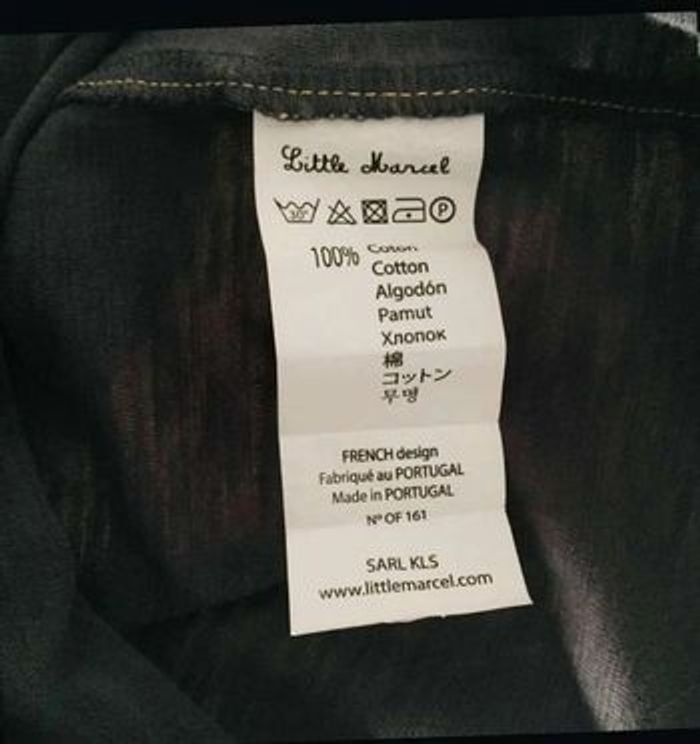 Little Marcel
30°
P
100% Coton
Cotton
Algodón
Pamut
Хлопок
棉
コットン
무명
FRENCH design
Fabriqué au PORTUGAL
Made in PORTUGAL
N° OF 161
SARL KLS
www.littlemarcel.com